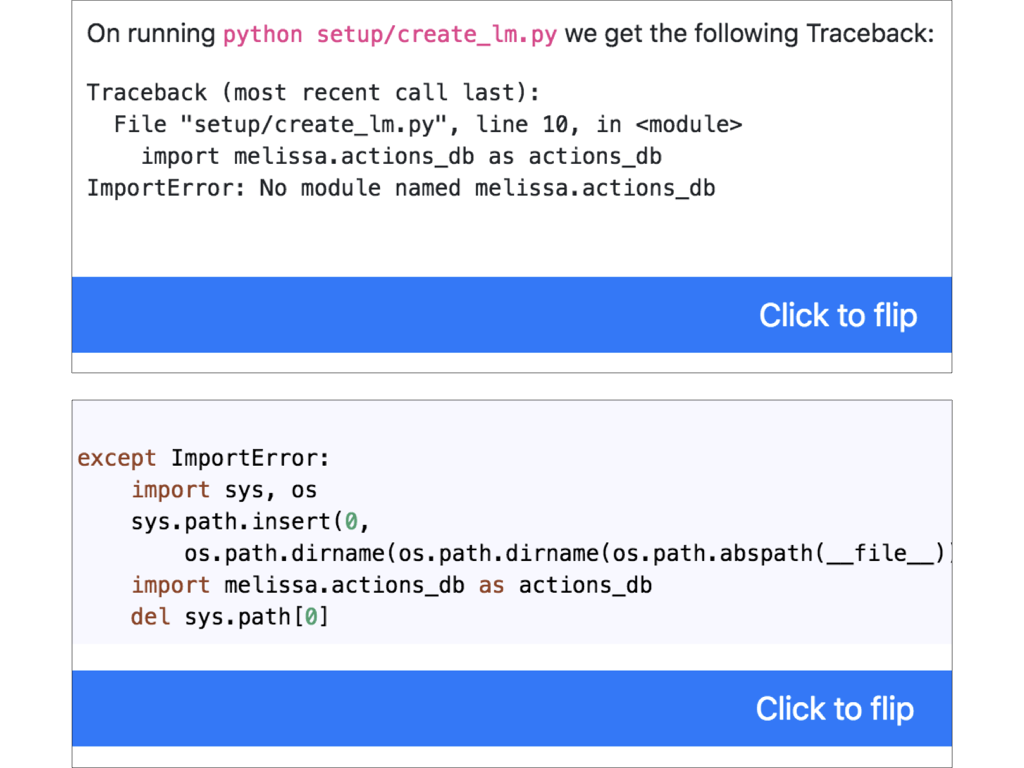 On running python setup/create_lm.py we get the following Traceback:
Traceback (most recent call last):
  File "setup/create_lm.py", line 10, in <module>
    import melissa.actions_db as actions_db
ImportError: No module named melissa.actions_db
Click to flip
except ImportError:
    import sys, os
    sys.path.insert(0,
        os.path.dirname(os.path.dirname(os.path.abspath(__file__)
    import melissa.actions_db as actions_db
    del sys.path[0]
Click to flip